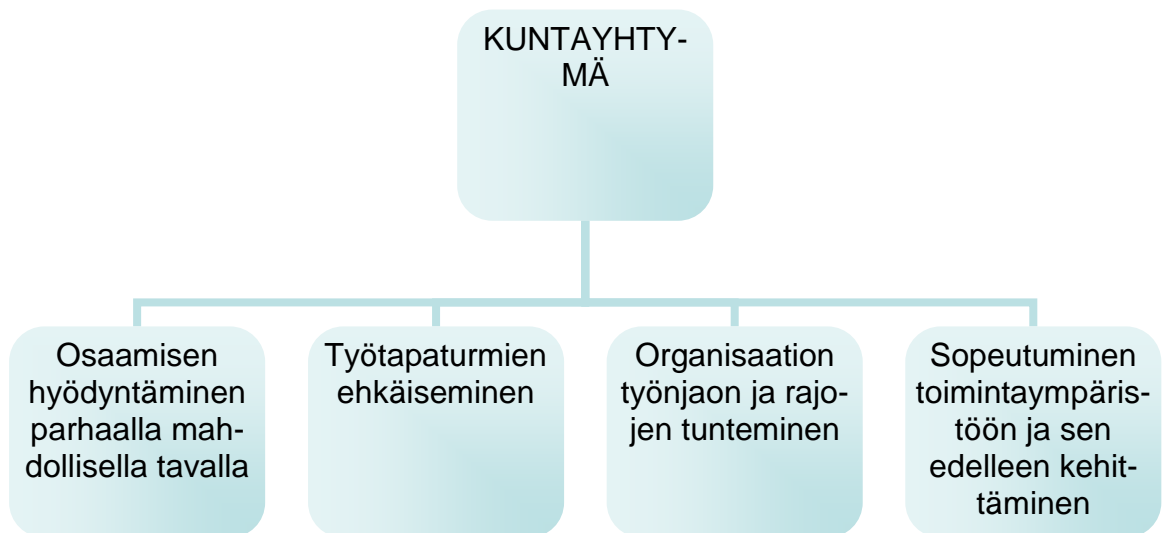 KUNTAYHTY-
MÄ
Osaamisen
hyödyntäminen
parhaalla mah-
dollisella tavalla
Työtapaturmien
ehkäiseminen
Organisaation
työnjaon ja rajo-
jen tunteminen
Sopeutuminen
toimintaympäris-
töön ja sen
edelleen kehit-
täminen